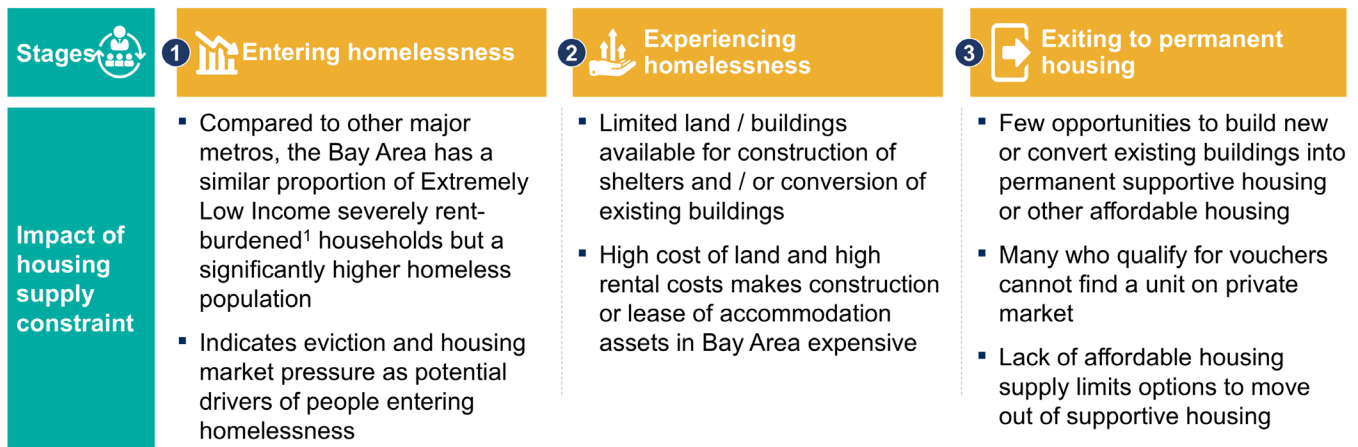 Stages
1
Entering homelessness
2
Experiencing
homelessness
3
Exiting to permanent
housing
Impact of
housing
supply
constraint
▪ Compared to other major
metros, the Bay Area has a
similar proportion of Extremely
Low Income severely rent-
burdened¹ households but a
significantly higher homeless
population
▪ Indicates eviction and housing
market pressure as potential
drivers of people entering
homelessness
▪ Limited land / buildings
available for construction of
shelters and / or conversion of
existing buildings
▪ High cost of land and high
rental costs makes construction
or lease of accommodation
assets in Bay Area expensive
▪ Few opportunities to build new
or convert existing buildings into
permanent supportive housing
or other affordable housing
▪ Many who qualify for vouchers
cannot find a unit on private
market
▪ Lack of affordable housing
supply limits options to move
out of supportive housing